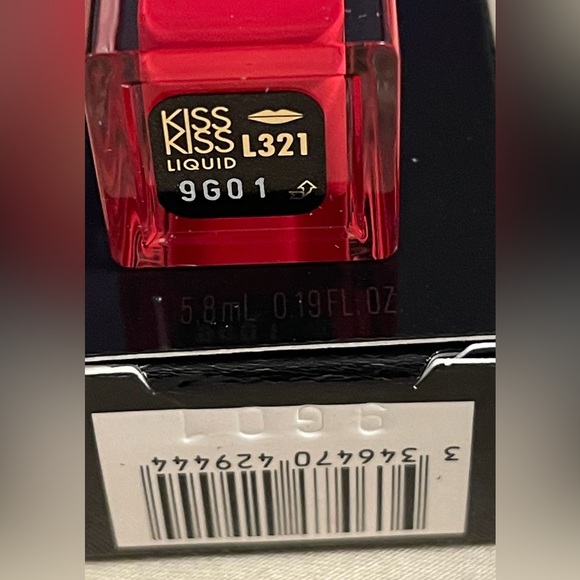 KISS
KISS L321
LIQUID
9G01
5.8mL 0.19FL.OZ.
9G01
3 346470 429444